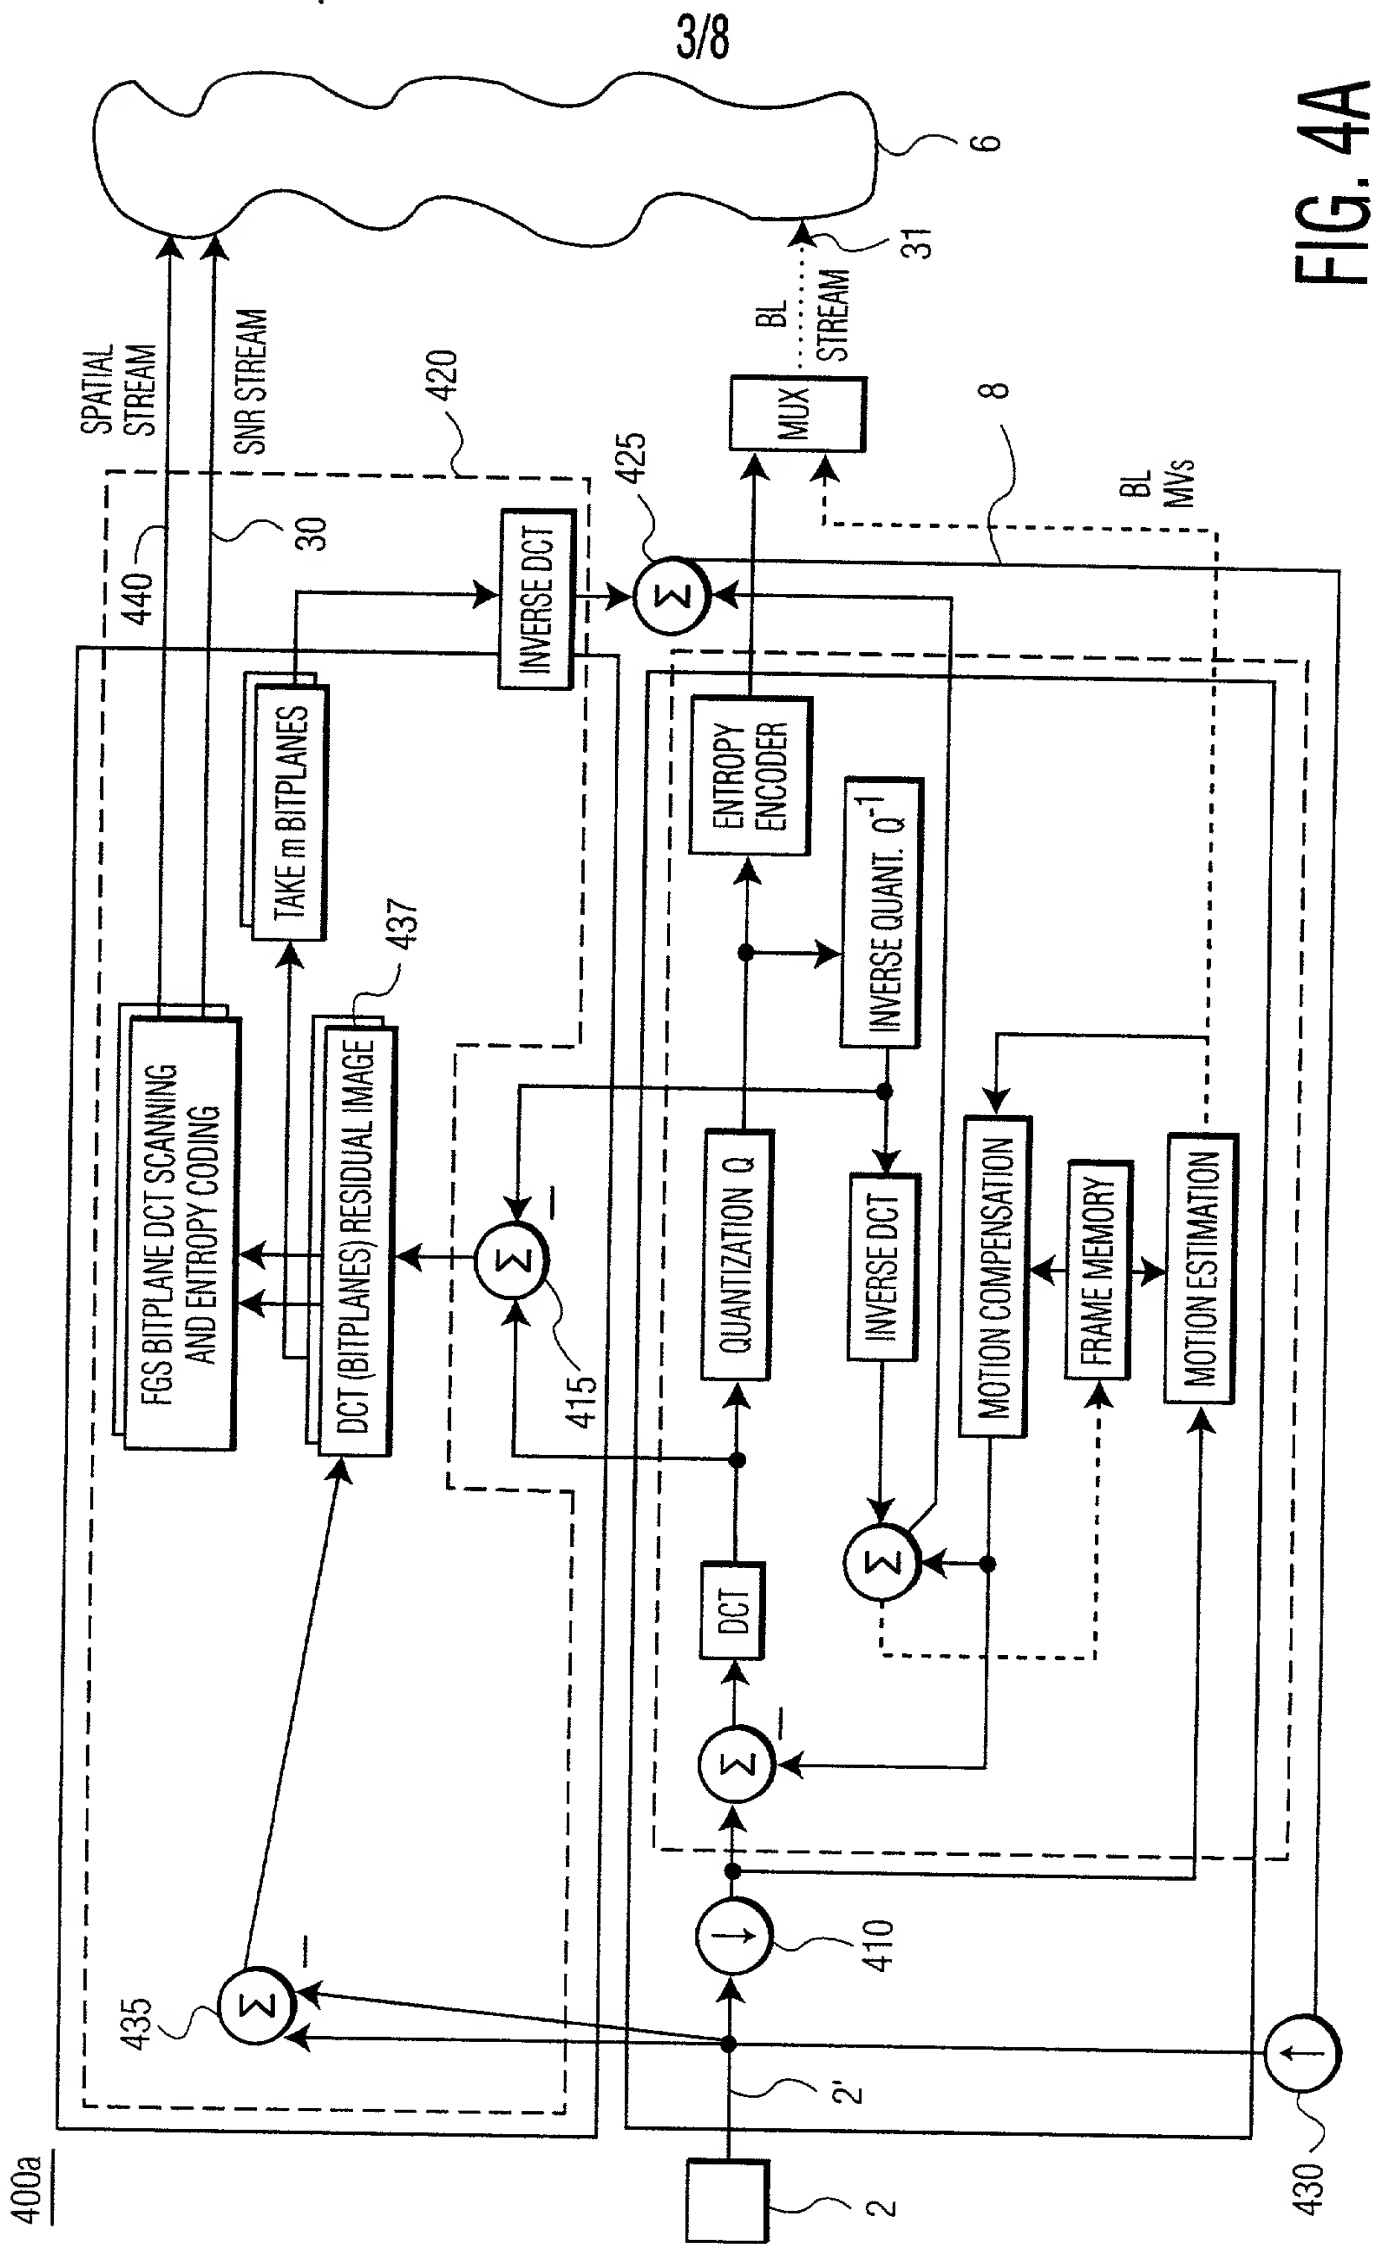 3/8
400a
SPATIAL
STREAM
SNR STREAM
440
30
420
FGS BITPLANE DCT SCANNING
AND ENTROPY CODING
TAKE m BITPLANES
DCT (BITPLANES) RESIDUAL IMAGE
437
INVERSE DCT
435
Σ
−
Σ
−
415
Σ
425
6
BL
STREAM
31
MUX
8
BL
MVs
ENTROPY
ENCODER
INVERSE QUANT. Q-1
QUANTIZATION Q
DCT
INVERSE DCT
Σ
−
Σ
MOTION COMPENSATION
FRAME MEMORY
MOTION ESTIMATION
410
2'
2
430
FIG. 4A